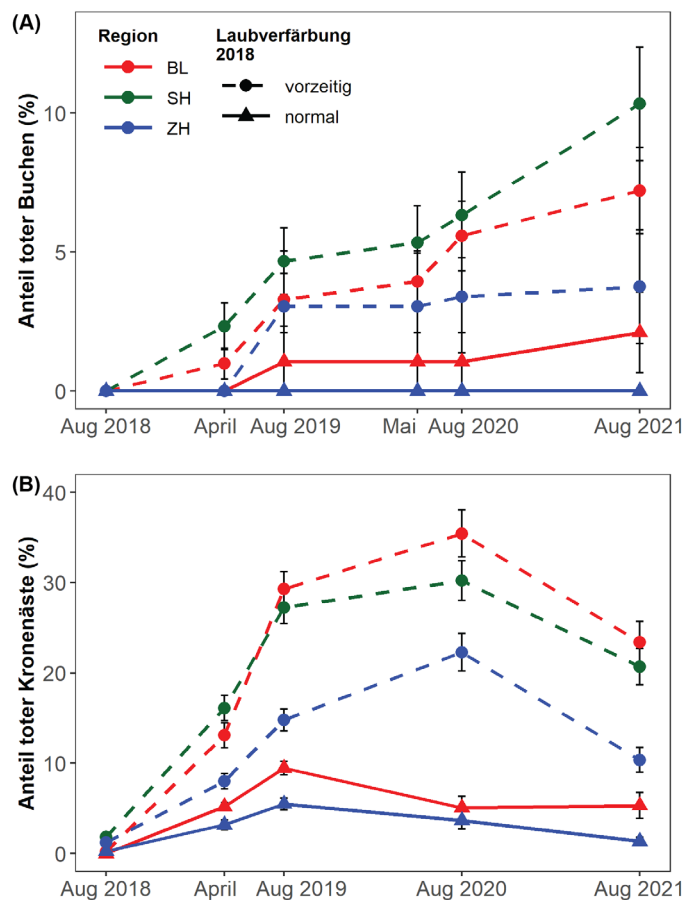 (A)
Region
Laubverfärbung
2018
BL
SH
ZH
vorzeitig
normal
Anteil toter Buchen (%)
10
5
0
Aug 2018
April
Aug 2019
Mai
Aug 2020
Aug 2021
(B)
Anteil toter Kronenäste (%)
40
30
20
10
0
Aug 2018
April
Aug 2019
Aug 2020
Aug 2021